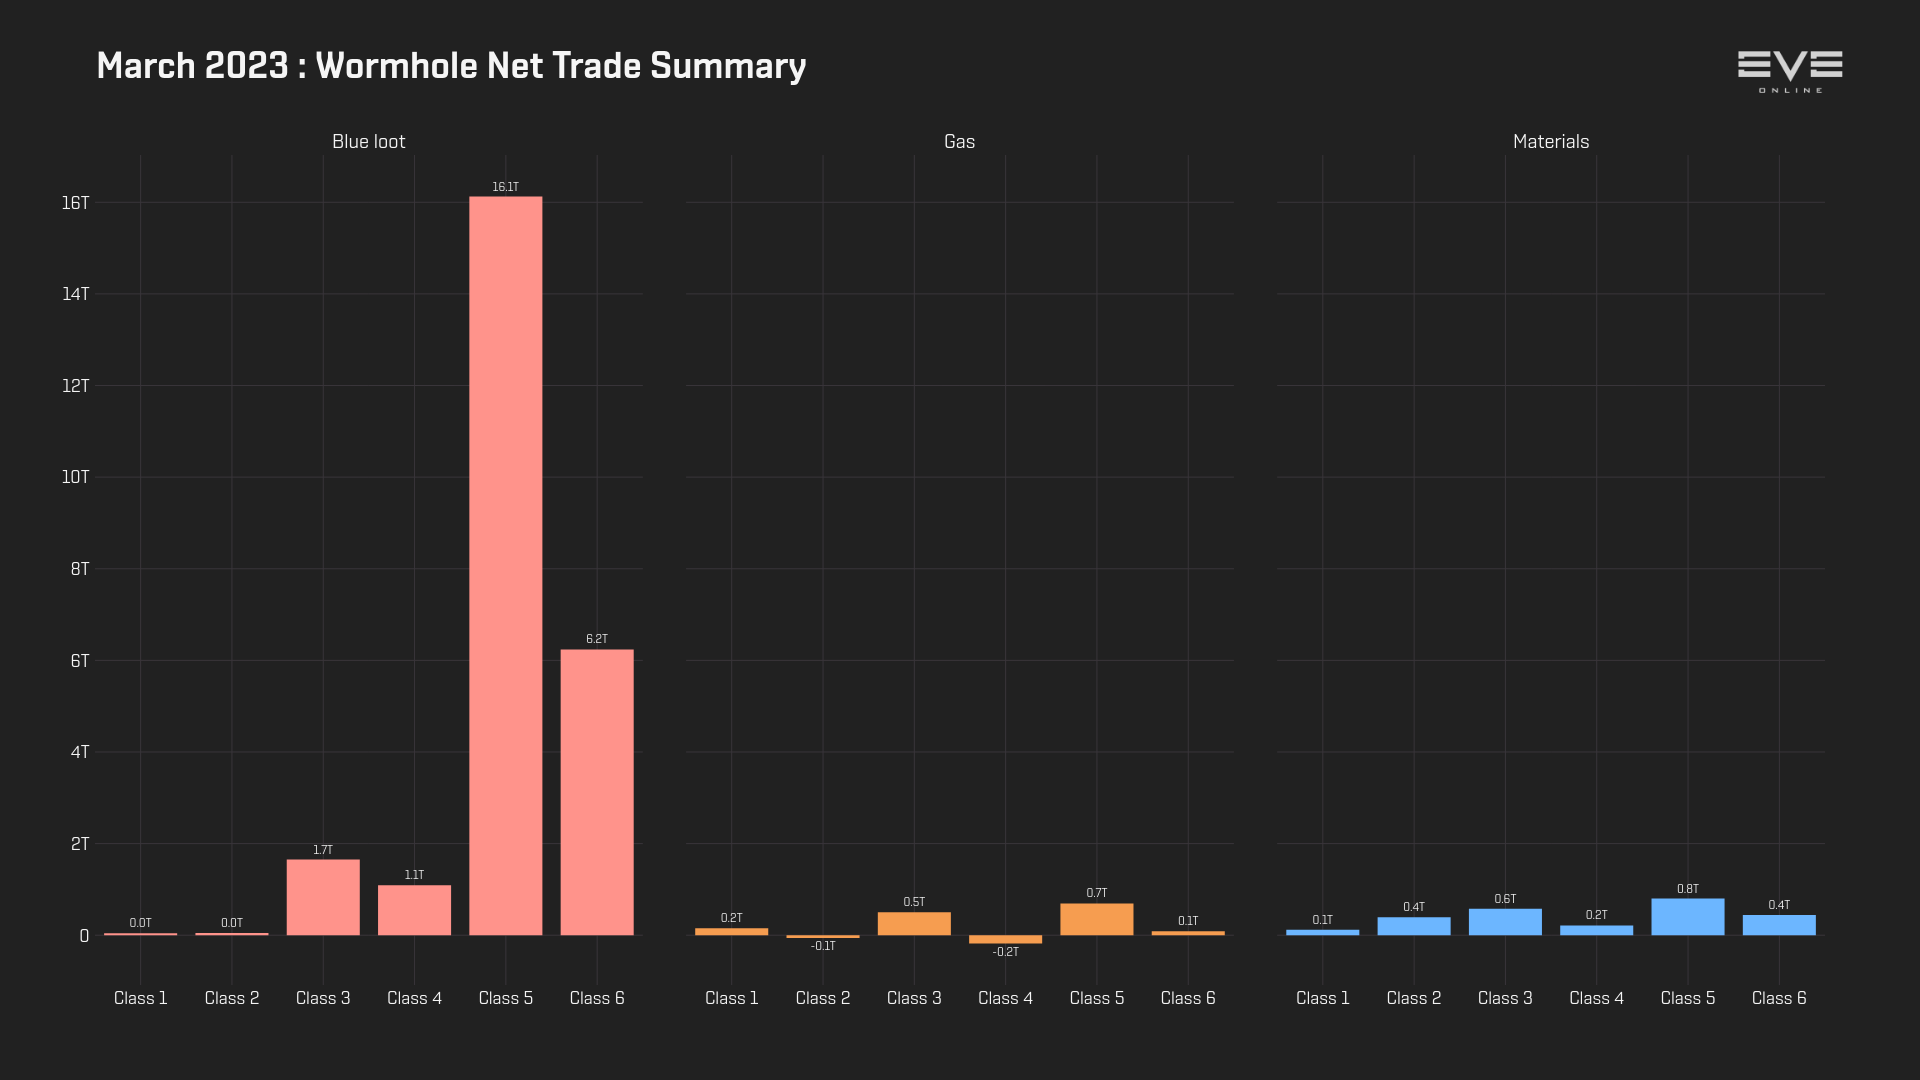 March 2023 : Wormhole Net Trade Summary
EVE
ONLINE
Blue loot
Gas
Materials
16T
14T
12T
10T
8T
6T
4T
2T
0
0.0T
0.0T
1.7T
1.1T
16.1T
6.2T
0.2T
-0.1T
0.5T
-0.2T
0.7T
0.1T
0.1T
0.4T
0.6T
0.2T
0.8T
0.4T
Class 1 Class 2 Class 3 Class 4 Class 5 Class 6
Class 1 Class 2 Class 3 Class 4 Class 5 Class 6
Class 1 Class 2 Class 3 Class 4 Class 5 Class 6